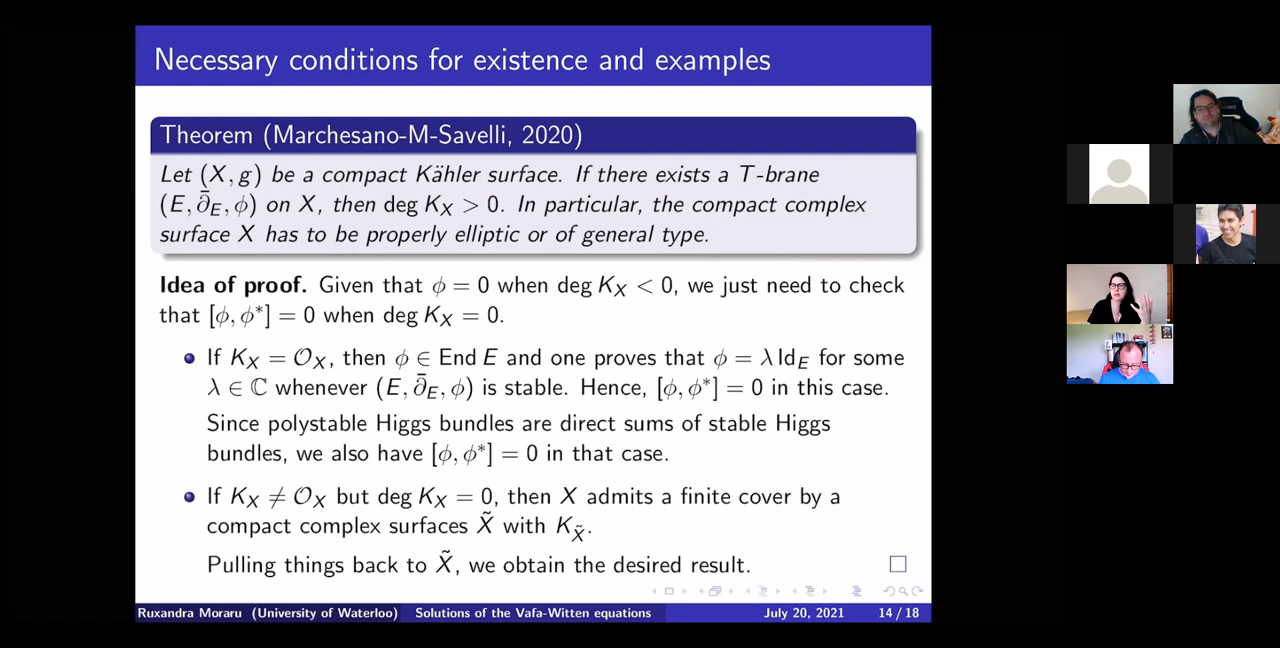 Necessary conditions for existence and examples
Theorem (Marchesano-M-Savelli, 2020)
Let (X, g) be a compact Kähler surface. If there exists a T-brane
(E, ∂̄_E, ϕ) on X, then deg K_X > 0. In particular, the compact complex
surface X has to be properly elliptic or of general type.
Idea of proof. Given that ϕ = 0 when deg K_X < 0, we just need to check
that [ϕ, ϕ*] = 0 when deg K_X = 0.
If K_X = 𝒪_X, then ϕ ∈ End E and one proves that ϕ = λ Id_E for some
λ ∈ ℂ whenever (E, ∂̄_E, ϕ) is stable. Hence, [ϕ, ϕ*] = 0 in this case.
Since polystable Higgs bundles are direct sums of stable Higgs
bundles, we also have [ϕ, ϕ*] = 0 in that case.
If K_X ≠ 𝒪_X but deg K_X = 0, then X admits a finite cover by a
compact complex surfaces X̃ with K_X̃.
Pulling things back to X̃, we obtain the desired result. □
Ruxandra Moraru (University of Waterloo) Solutions of the Vafa-Witten equations July 20, 2021 14 / 18